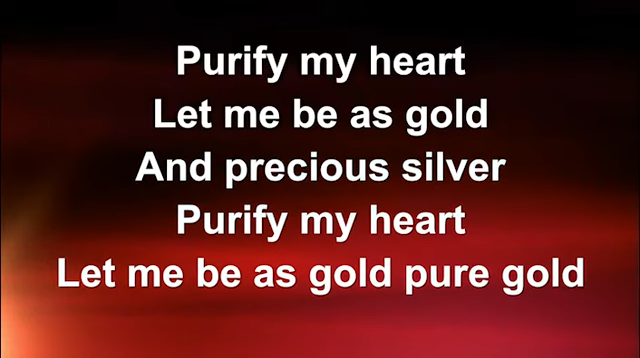 Purify my heart
Let me be as gold
And precious silver
Purify my heart
Let me be as gold pure gold